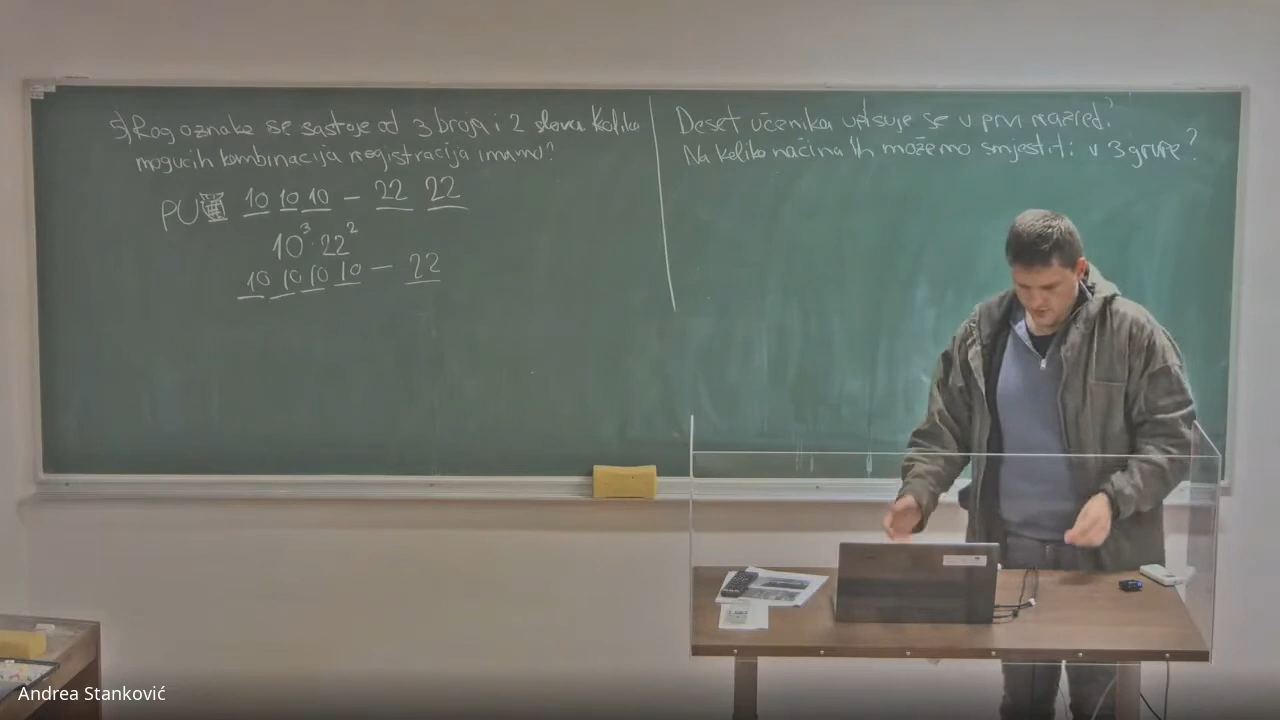 5) Reg oznake se sastoje od 3 broja i 2 slova Koliko
mogucih kombinacija registracija imamo?
PU 10 10 10 - 22 22
10³·22²
10 10 10 10 - 22
Deset učenika upisuje se u prvi razred.
Na koliko načina ih možemo smjestiti u 3 grupe?
Andrea Stanković